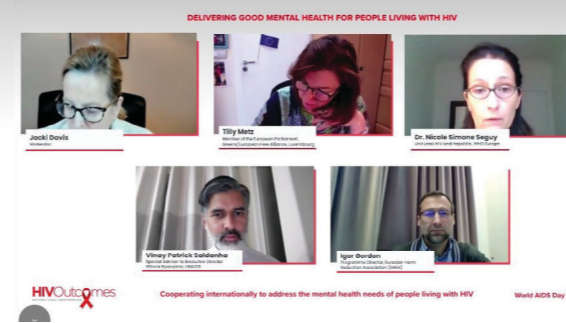 DELIVERING GOOD MENTAL HEALTH FOR PEOPLE LIVING WITH HIV
Jacki Davis
Moderator
Tilly Metz
Member of the European Parliament,
Greens/European Free Alliance, Luxembourg
Dr. Nicole Simone Seguy
Unit Lead HIV and Hepatitis, WHO Europe
Vinay Patrick Saldanha
Special Advisor to Executive Director
UNAIDS
Igor Gordon
Programme Director, Eurasian Harm
Reduction Association (EHRA)
HIVOutcomes
Cooperating internationally to address the mental health needs of people living with HIV
World AIDS Day